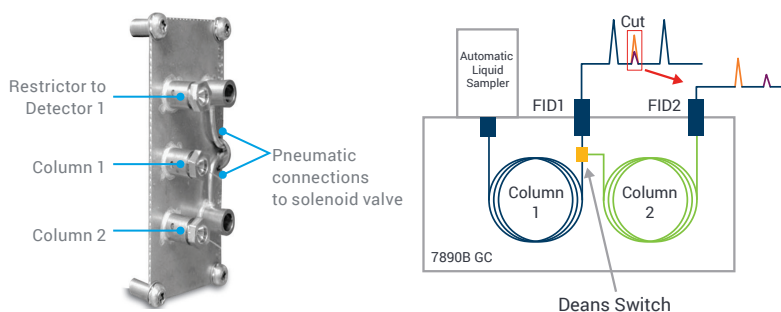 Restrictor to
Detector 1
Column 1
Column 2
Pneumatic
connections
to solenoid valve
Cut
Automatic
Liquid
Sampler
FID1
FID2
Column
1
Column
2
7890B GC
Deans Switch